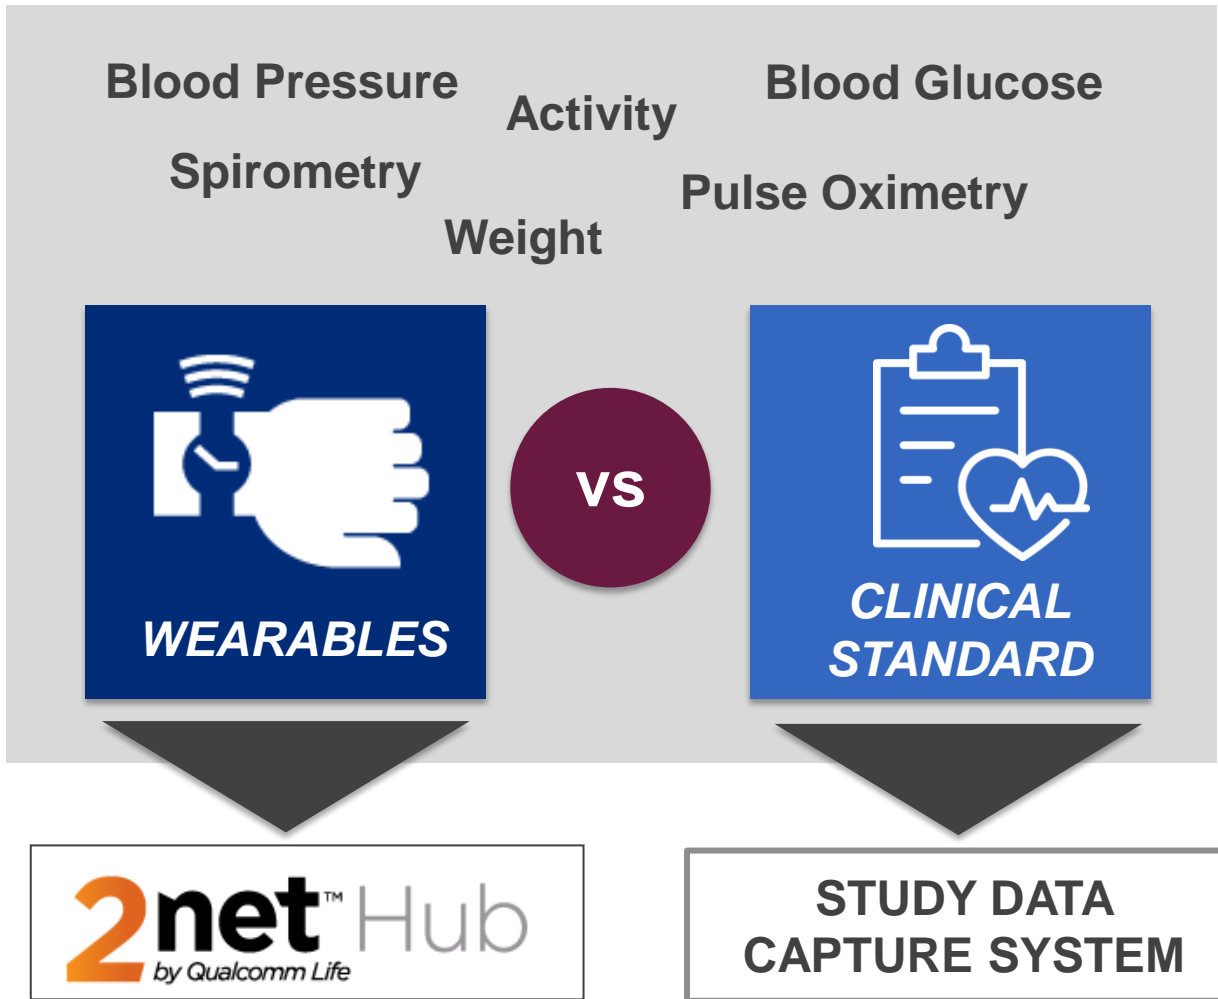 Blood Pressure
Activity
Blood Glucose
Spirometry
Pulse Oximetry
Weight
WEARABLES
vs
CLINICAL
STANDARD
2net™ Hub
by Qualcomm Life
STUDY DATA
CAPTURE SYSTEM